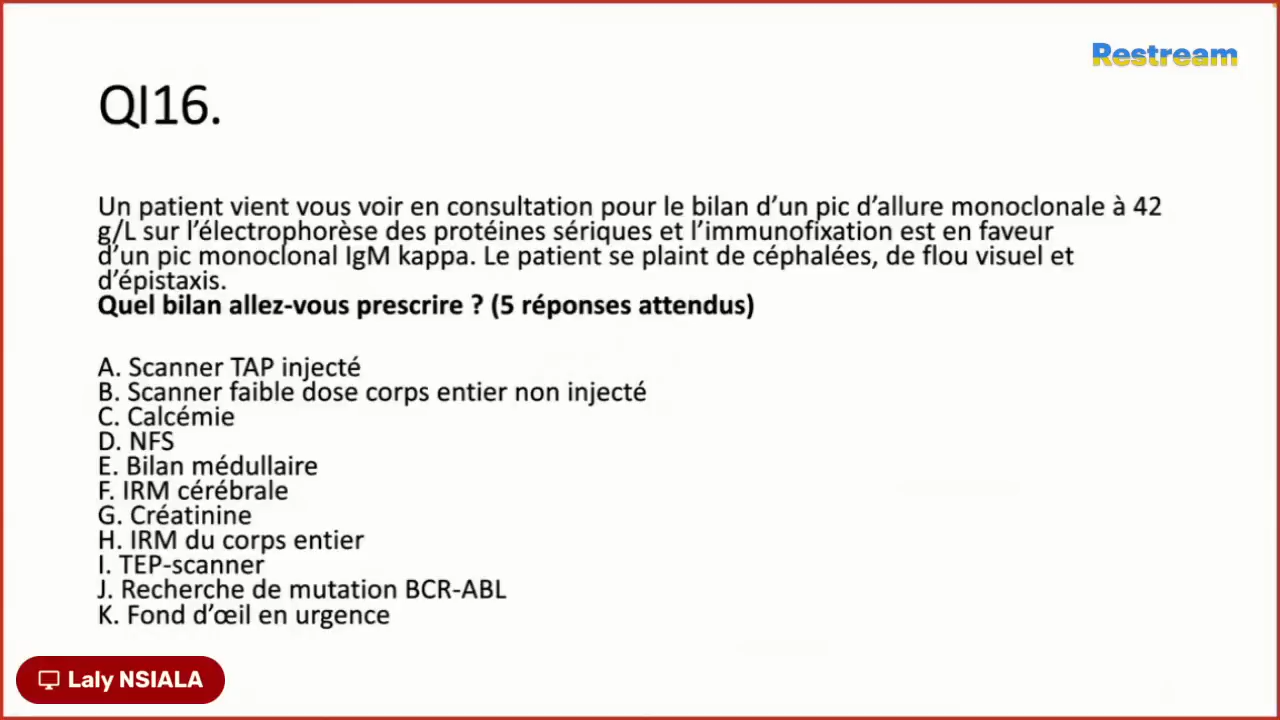 Restream
QI16.
Un patient vient vous voir en consultation pour le bilan d’un pic d’allure monoclonale à 42
g/L sur l’électrophorèse des protéines sériques et l’immunofixation est en faveur
d’un pic monoclonal IgM kappa. Le patient se plaint de céphalées, de flou visuel et
d’épistaxis.
Quel bilan allez-vous prescrire ? (5 réponses attendus)
A. Scanner TAP injecté
B. Scanner faible dose corps entier non injecté
C. Calcémie
D. NFS
E. Bilan médullaire
F. IRM cérébrale
G. Créatinine
H. IRM du corps entier
I. TEP-scanner
J. Recherche de mutation BCR-ABL
K. Fond d’œil en urgence
Laly NSIALA